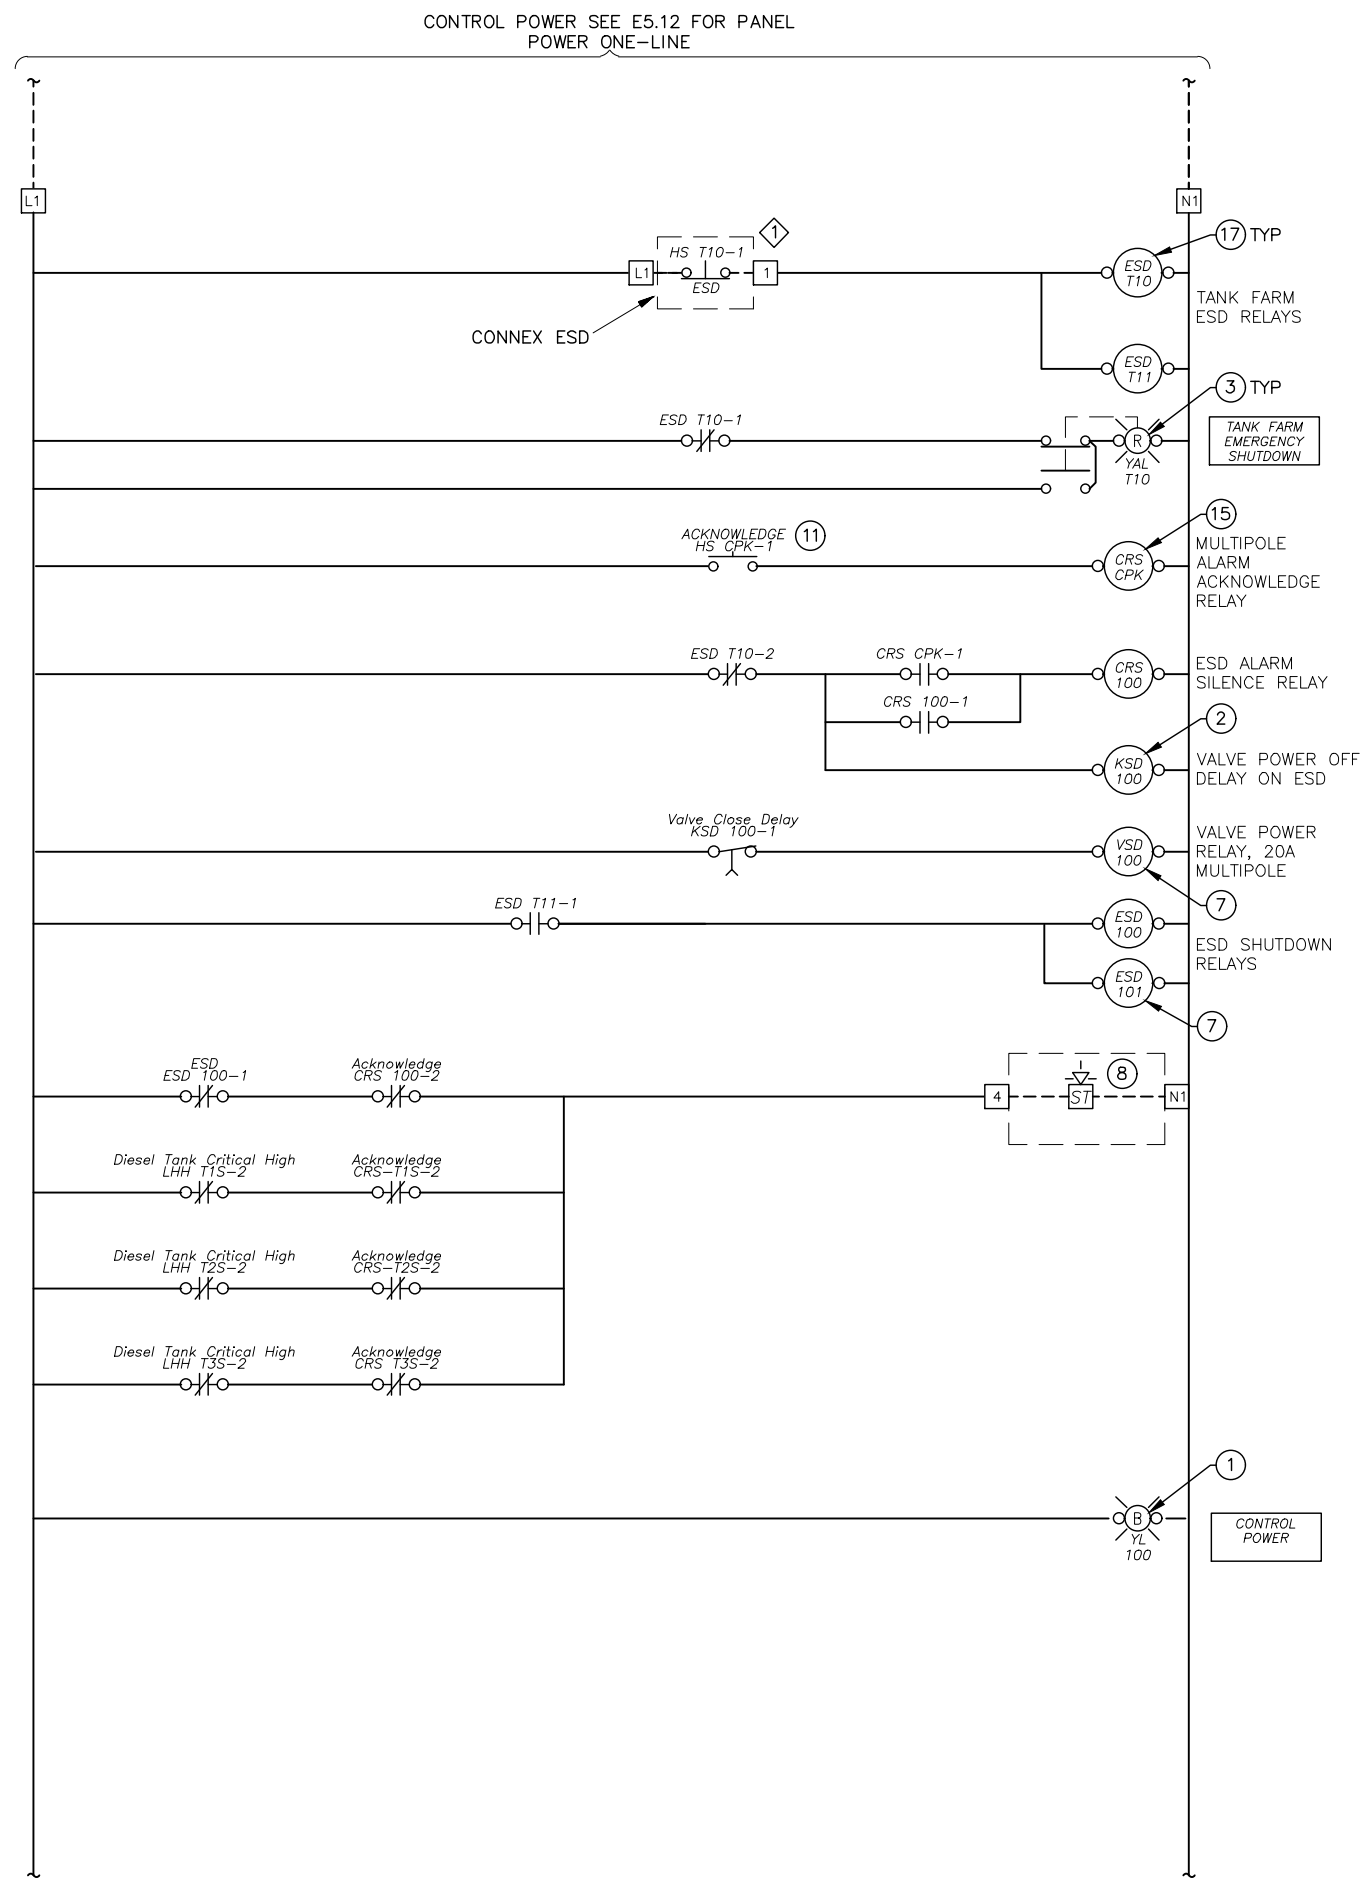 CONTROL POWER SEE E5.12 FOR PANEL
POWER ONE-LINE
L1
N1
HS T10-1
1
L1
1
ESD
CONNEX ESD
17 TYP
ESD
T10
TANK FARM
ESD RELAYS
ESD
T11
3 TYP
ESD T10-1
R
YAL
T10
TANK FARM
EMERGENCY
SHUTDOWN
ACKNOWLEDGE
HS CPK-1
11
15
CRS
CPK
MULTIPOLE
ALARM
ACKNOWLEDGE
RELAY
ESD T10-2
CRS CPK-1
CRS 100-1
CRS
100
ESD ALARM
SILENCE RELAY
2
KSD
100
VALVE POWER OFF
DELAY ON ESD
Valve Close Delay
KSD 100-1
VSD
100
VALVE POWER
RELAY, 20A
MULTIPOLE
7
ESD T11-1
ESD
100
ESD SHUTDOWN
RELAYS
ESD
101
7
ESD
ESD 100-1
Acknowledge
CRS 100-2
4
ST
8
N1
Diesel Tank Critical High
LHH T1S-2
Acknowledge
CRS-T1S-2
Diesel Tank Critical High
LHH T2S-2
Acknowledge
CRS-T2S-2
Diesel Tank Critical High
LHH T3S-2
Acknowledge
CRS T3S-2
1
B
YL
100
CONTROL
POWER